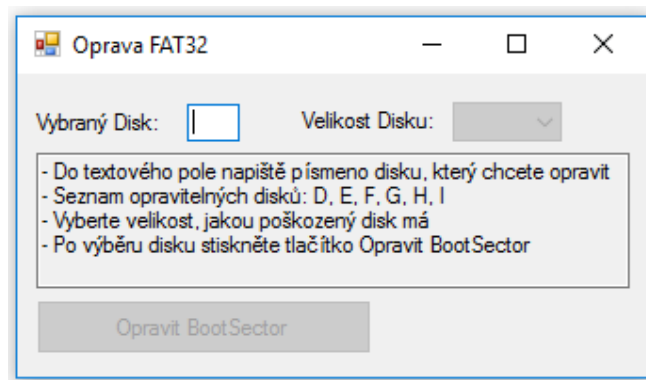 Oprava FAT32
Vybraný Disk: Velikost Disku:
- Do textového pole napiště písmeno disku, který chcete opravit
- Seznam opravitelných disků: D, E, F, G, H, I
- Vyberte velikost, jakou poškozený disk má
- Po výběru disku stiskněte tlačítko Opravit BootSector
Opravit BootSector